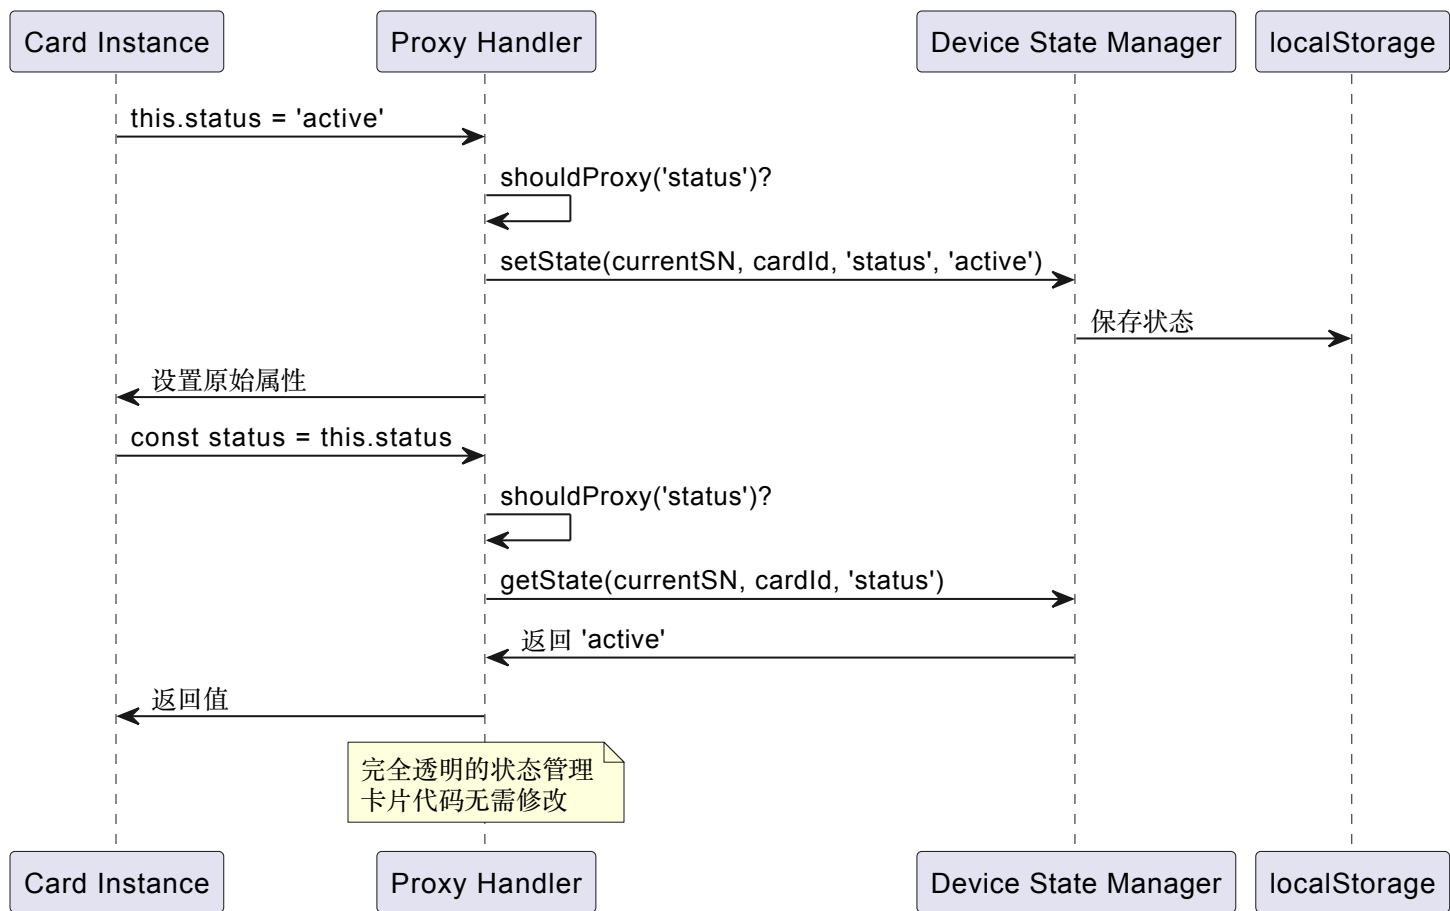 Card Instance
Proxy Handler
Device State Manager
localStorage
this.status = 'active'
shouldProxy('status')?
setState(currentSN, cardId, 'status', 'active')
保存状态
设置原始属性
const status = this.status
shouldProxy('status')?
getState(currentSN, cardId, 'status')
返回 'active'
返回值
完全透明的状态管理
卡片代码无需修改
Card Instance
Proxy Handler
Device State Manager
localStorage